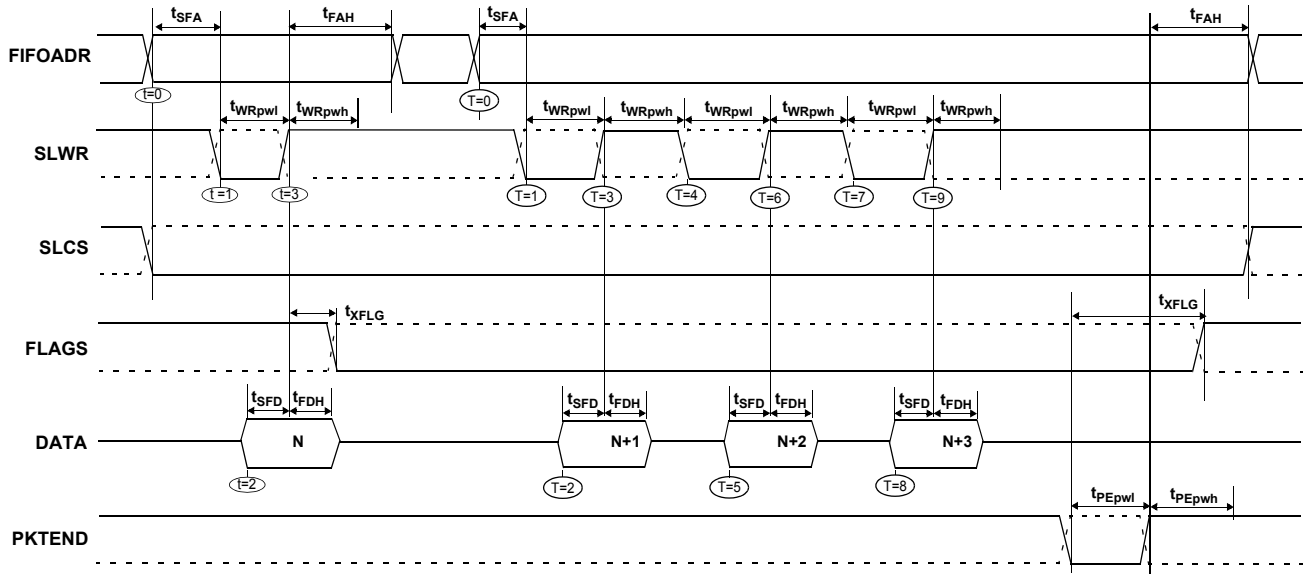 tSFA tFAH tSFA tFAH
FIFOADR
t=0 T=0
tWRpwl tWRpwh tWRpwl tWRpwh tWRpwl tWRpwh tWRpwl tWRpwh
SLWR
t =1 t=3 T=1 T=3 T=4 T=6 T=7 T=9
SLCS
tXFLG tXFLG
FLAGS
tSFD tFDH tSFD tFDH tSFD tFDH tSFD tFDH
DATA N N+1 N+2 N+3
t=2 T=2 T=5 T=8
tPEpwl tPEpwh
PKTEND